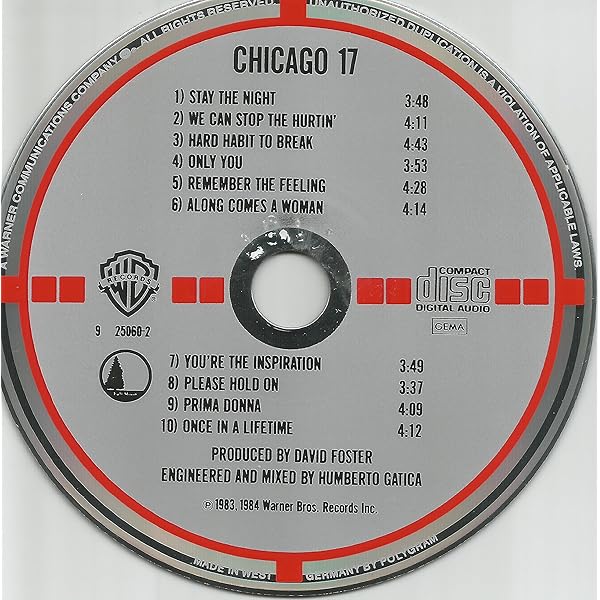 A WARNER COMMUNICATIONS COMPANY ℗. ALL RIGHTS RESERVED.
UNAUTHORIZED DUPLICATION IS A VIOLATION OF APPLICABLE LAWS.
CHICAGO 17
1) STAY THE NIGHT 3:48
2) WE CAN STOP THE HURTIN' 4:11
3) HARD HABIT TO BREAK 4:43
4) ONLY YOU 3:53
5) REMEMBER THE FEELING 4:28
6) ALONG COMES A WOMAN 4:14
WB
RECORDS
9 25060-2
COMPACT
disc
DIGITAL AUDIO
GEMA
7) YOU'RE THE INSPIRATION 3:49
8) PLEASE HOLD ON 3:37
9) PRIMA DONNA 4:09
10) ONCE IN A LIFETIME 4:12
PRODUCED BY DAVID FOSTER
ENGINEERED AND MIXED BY HUMBERTO GATICA
℗ 1983, 1984 Warner Bros. Records Inc.
MADE IN WEST GERMANY BY POLYGRAM